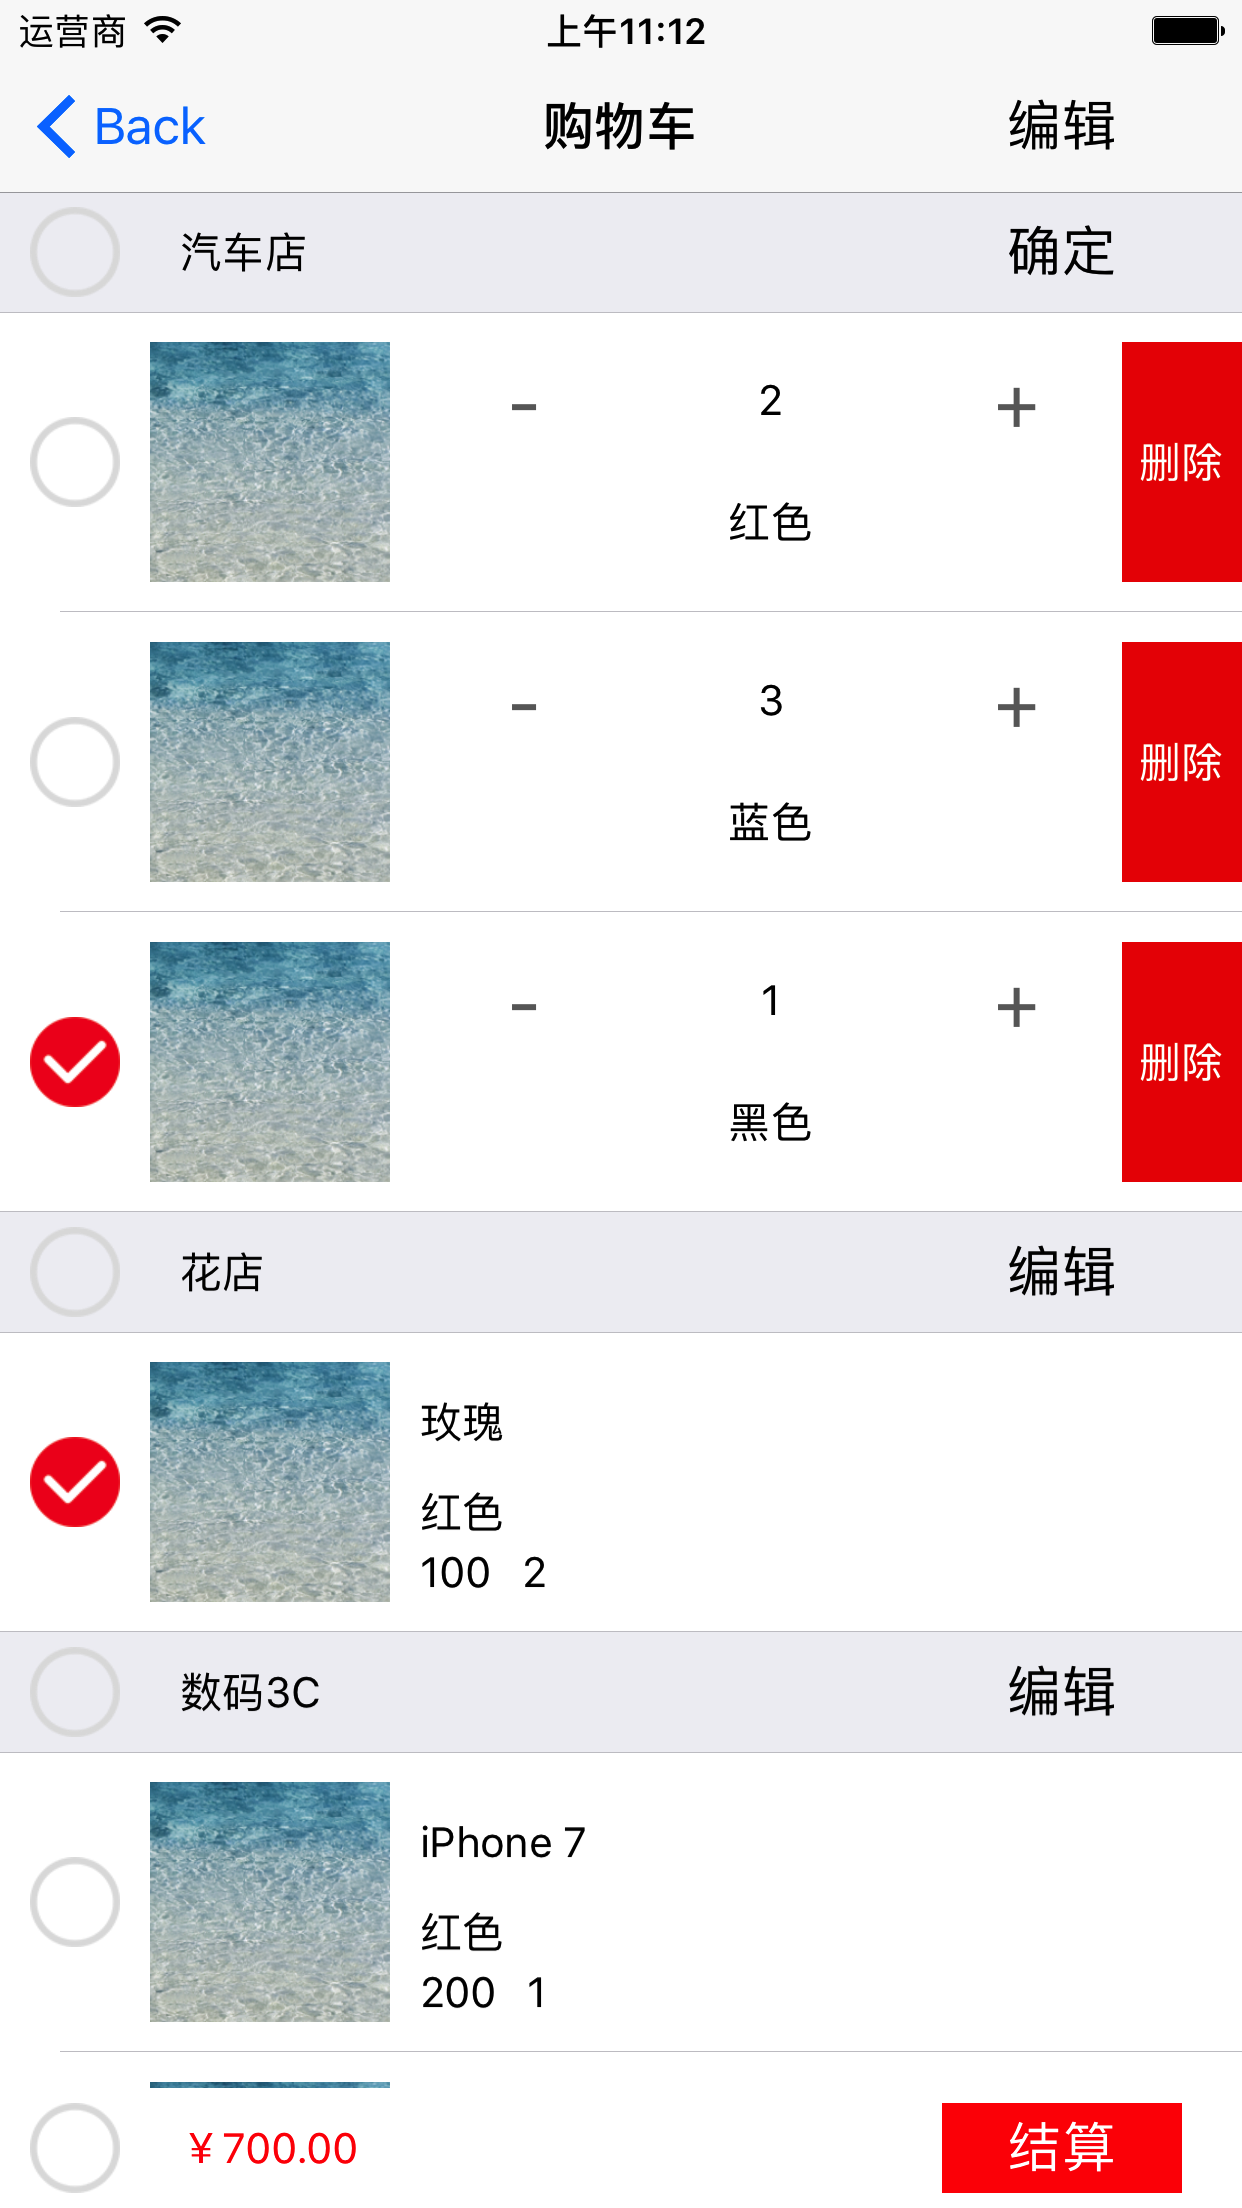 运营商 上午11:12
Back 购物车 编辑
汽车店 确定
- 2 +
红色
删除
- 3 +
蓝色
删除
- 1 +
黑色
删除
花店 编辑
玫瑰
红色
100 2
数码3C 编辑
iPhone 7
红色
200 1
¥ 700.00 结算